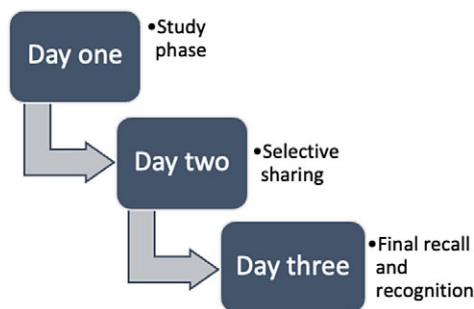 Day one
•Study
phase
Day two
•Selective
sharing
Day three
•Final recall
and
recognition